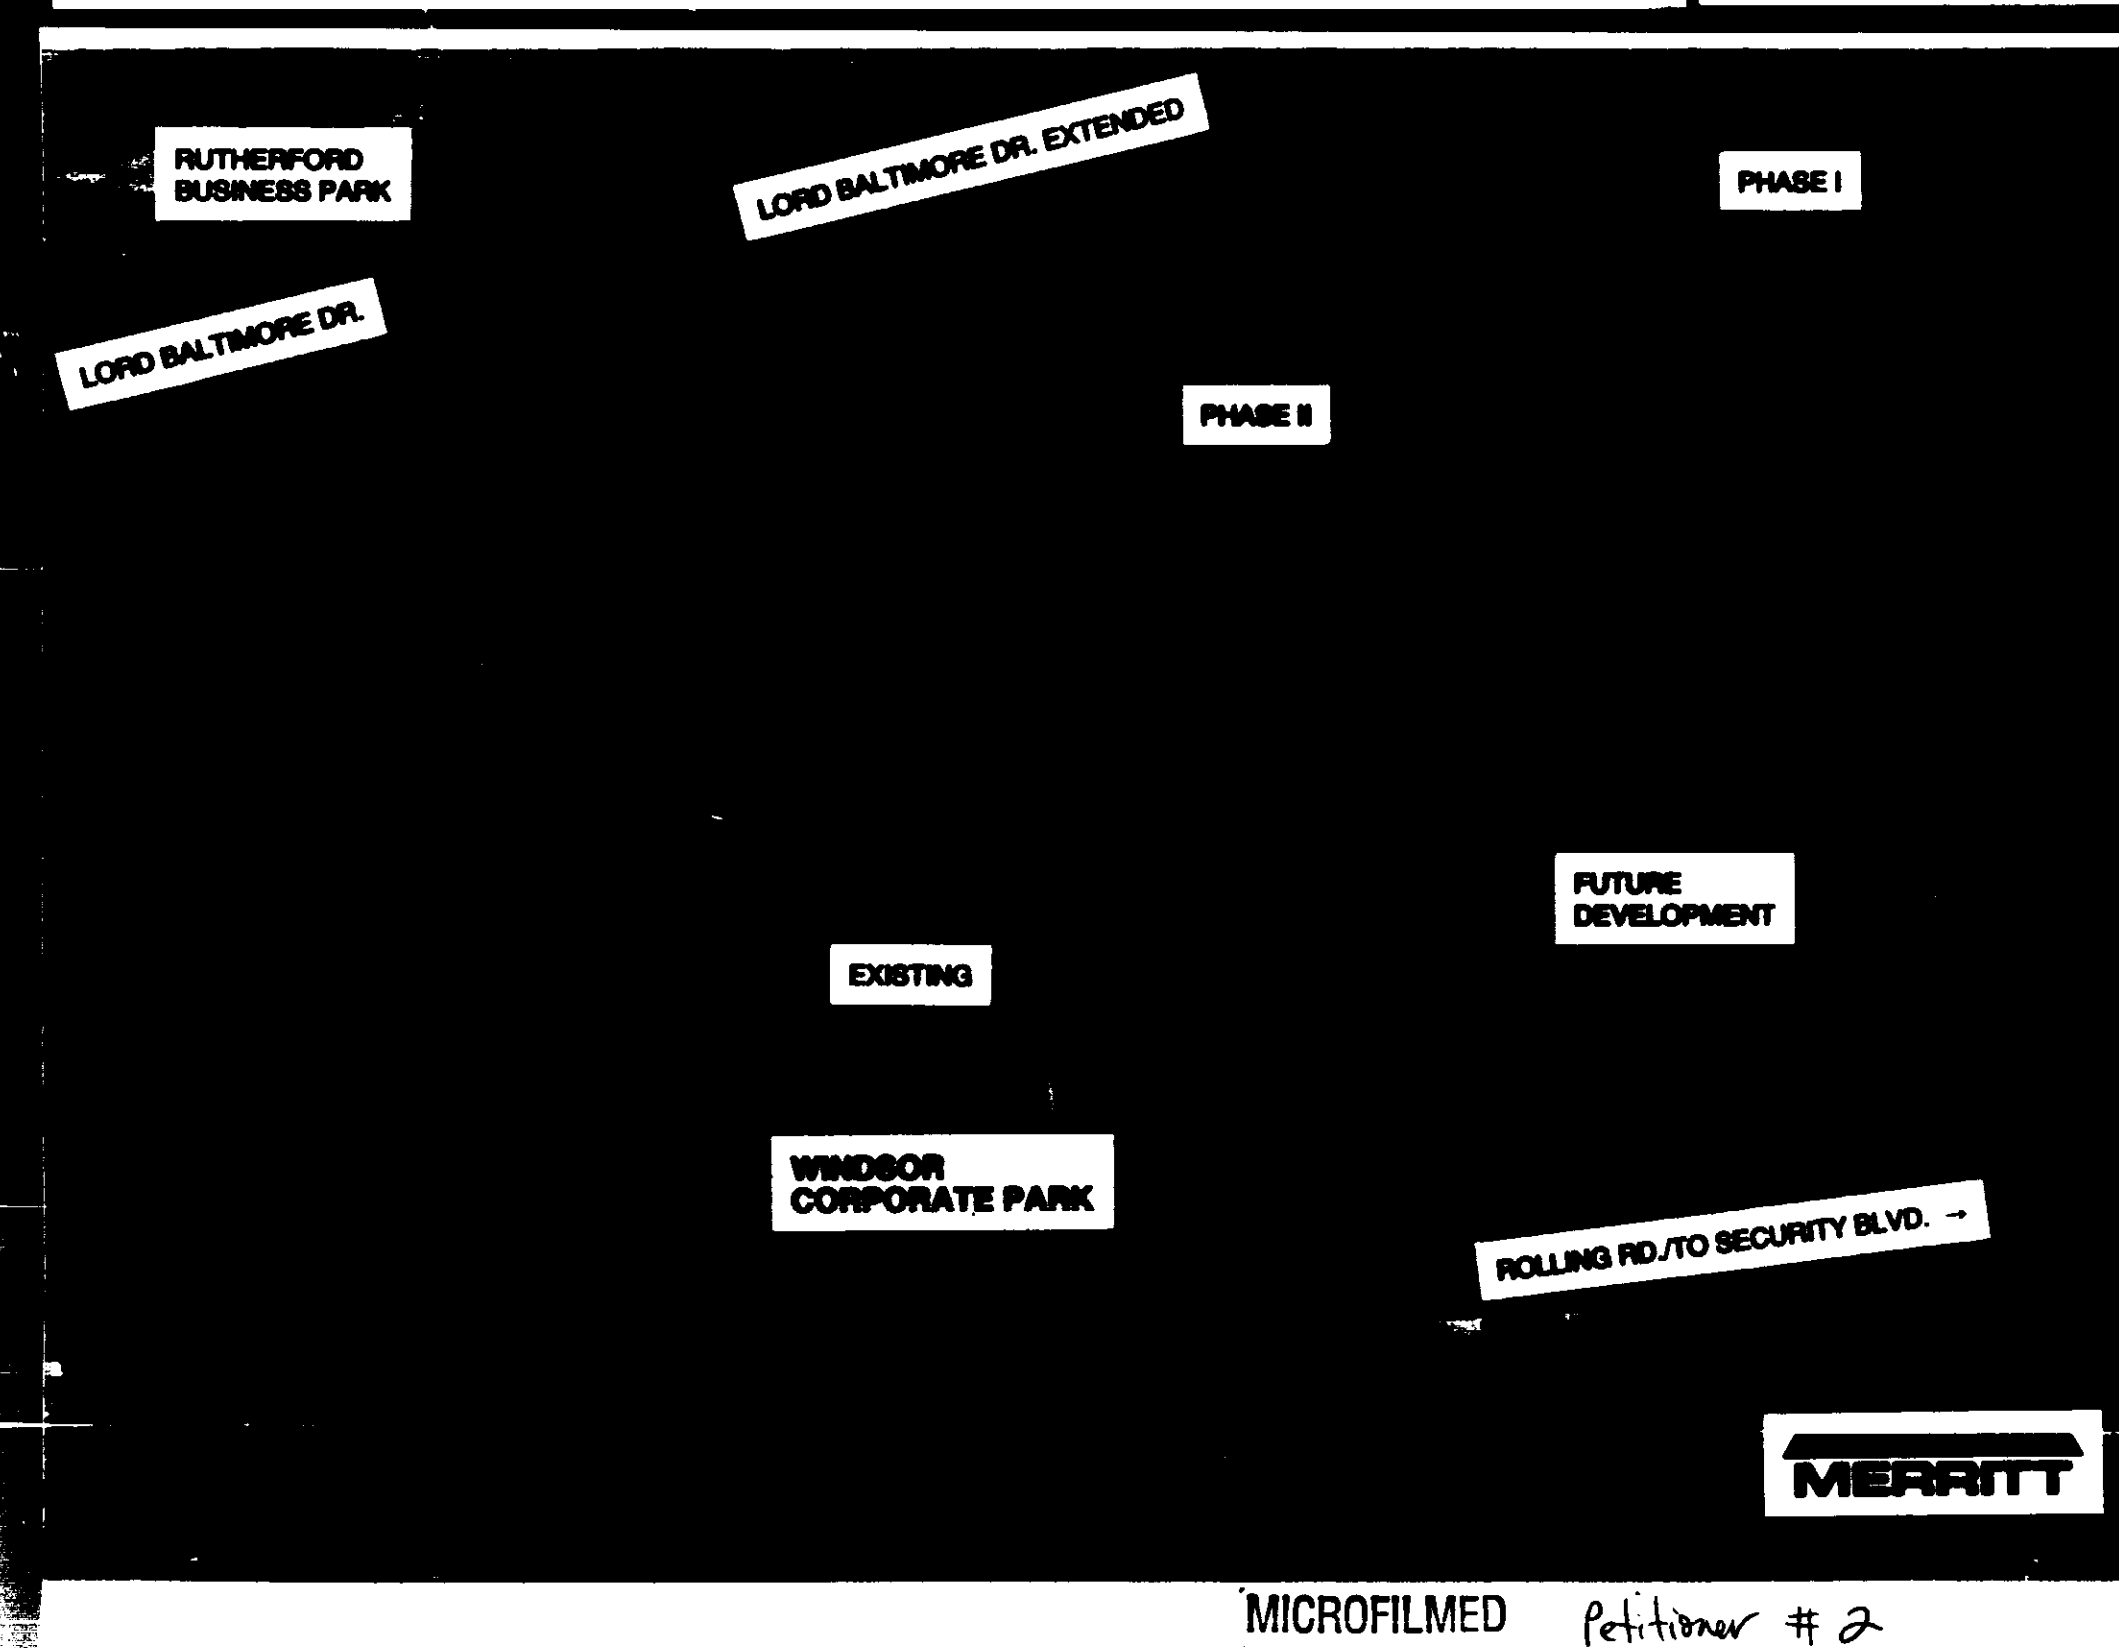 RUTHERFORD
BUSINESS PARK
LORD BALTIMORE DR. EXTENDED
PHASE I
LORD BALTIMORE DR.
PHASE II
FUTURE
DEVELOPMENT
EXISTING
WINDSOR
CORPORATE PARK
ROLLING RD./TO SECURITY BLVD. →
MERRITT
MICROFILMED
Petitioner # 2